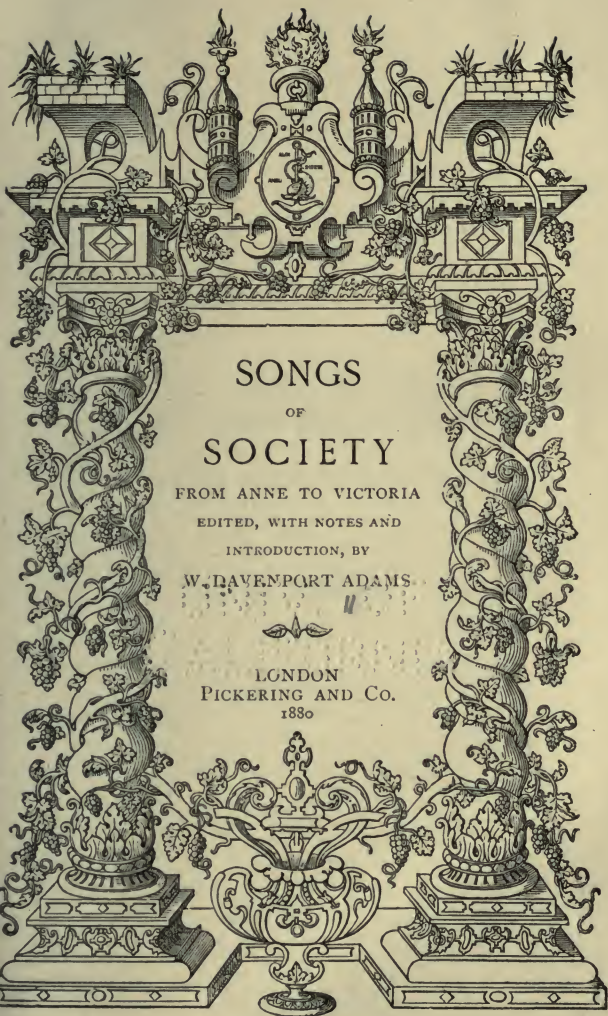 SONGS
OF
SOCIETY
FROM ANNE TO VICTORIA
EDITED, WITH NOTES AND
INTRODUCTION, BY
W. DAVENPORT ADAMS
LONDON
PICKERING AND CO.
1880